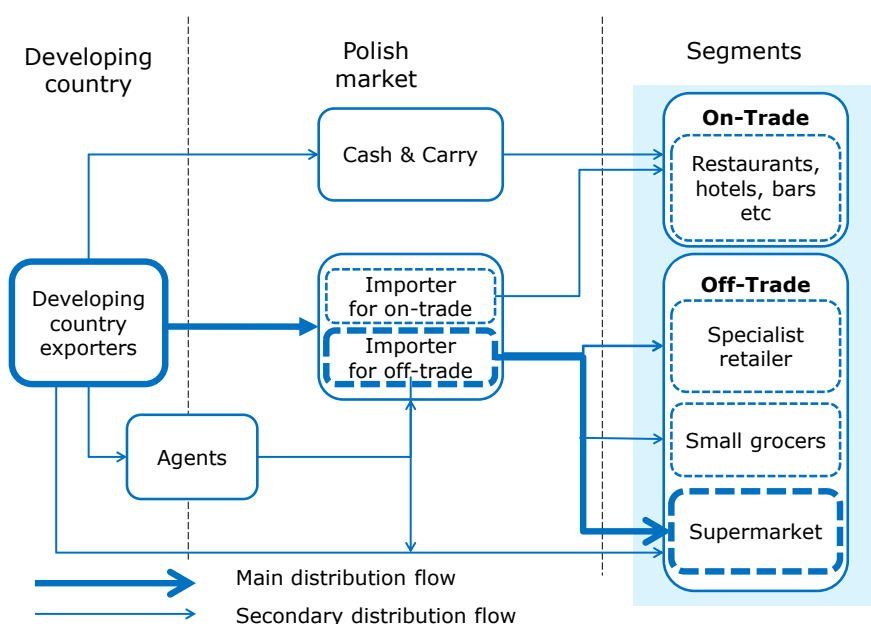 Developing
country
Polish
market
Segments
On-Trade
Cash & Carry
Restaurants,
hotels, bars
etc
Developing
country
exporters
Importer
for on-trade
Importer
for off-trade
Off-Trade
Specialist
retailer
Small grocers
Agents
Supermarket
Main distribution flow
Secondary distribution flow